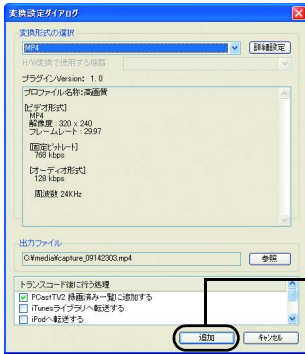 変換設定ダイアログ
変換形式の選択
MP4
詳細設定
H/W変換で使用する機器
プラグインVersion: 1.0
プロファイル名称:高画質
[ビデオ形式]
MP4
解像度 : 320 x 240
フレームレート : 29.97
[固定ビットレート]
768 kbps
[オーディオ形式]
128 kbps
周波数 24KHz
出力ファイル
C:¥media¥capture_09142303.mp4
参照
トランスコード後に行う処理
PCastTV2 録画済み一覧に追加する
iTunesライブラリへ転送する
iPodへ転送する
追加
キャンセル